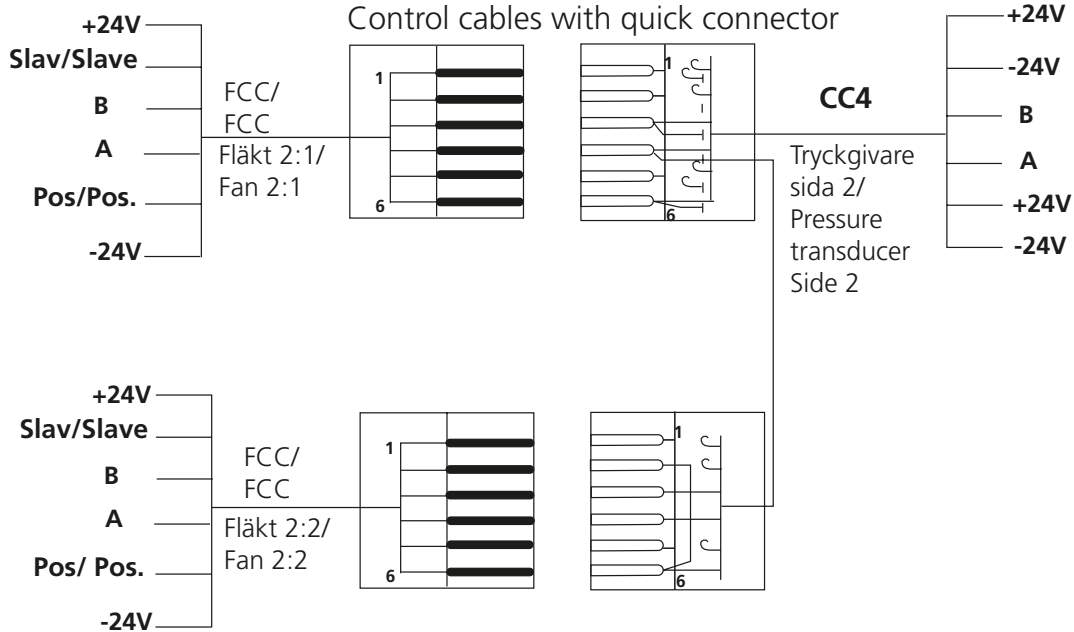 Control cables with quick connector
+24V
Slav/Slave
B
A
Pos/Pos.
-24V
FCC/
FCC
Fläkt 2:1/
Fan 2:1
1
6
1
6
CC4
Tryckgivare
sida 2/
Pressure
transducer
Side 2
+24V
-24V
B
A
+24V
-24V
+24V
Slav/Slave
B
A
Pos/ Pos.
-24V
FCC/
FCC
Fläkt 2:2/
Fan 2:2
1
6
1
6